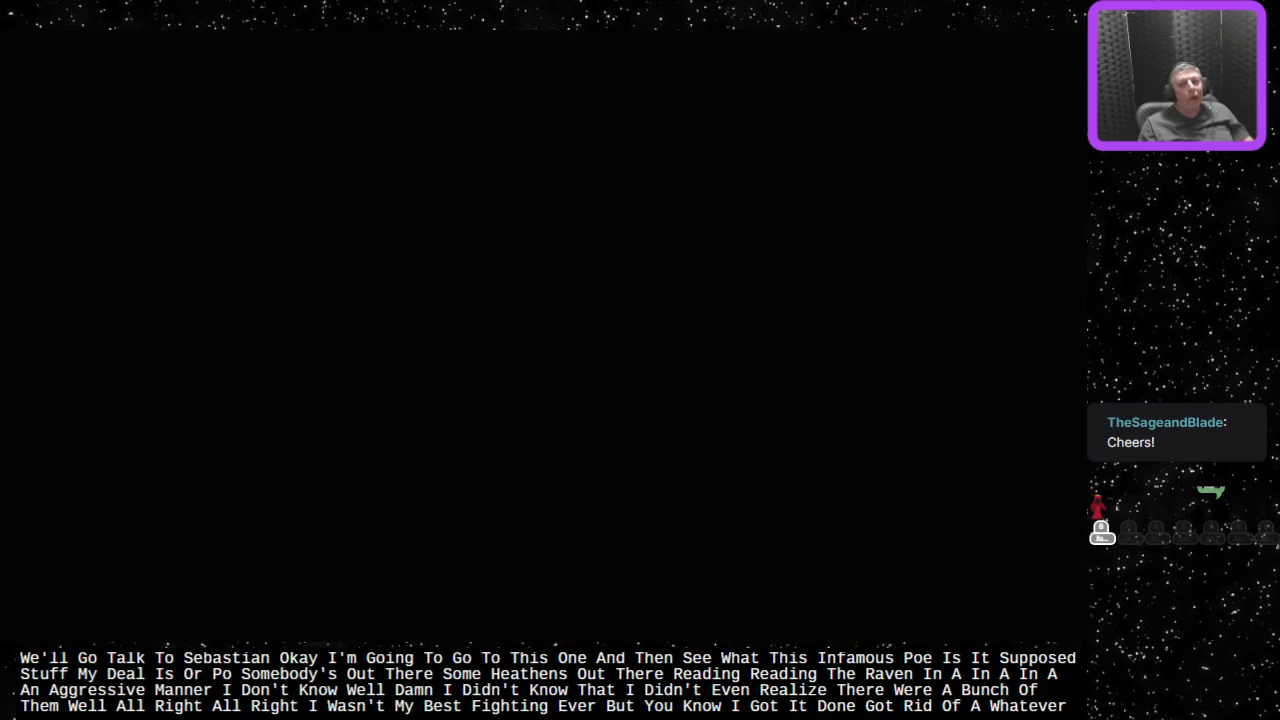 TheSageandBlade:
Cheers!
We'll Go Talk To Sebastian Okay I'm Going To Go To This One And Then See What This Infamous Poe Is It Supposed
Stuff My Deal Is Or Po Somebody's Out There Some Heathens Out There Reading Reading The Raven In A In A In A
An Aggressive Manner I Don't Know Well Damn I Didn't Know That I Didn't Even Realize There Were A Bunch Of
Them Well All Right All Right I Wasn't My Best Fighting Ever But You Know I Got It Done Got Rid Of A Whatever